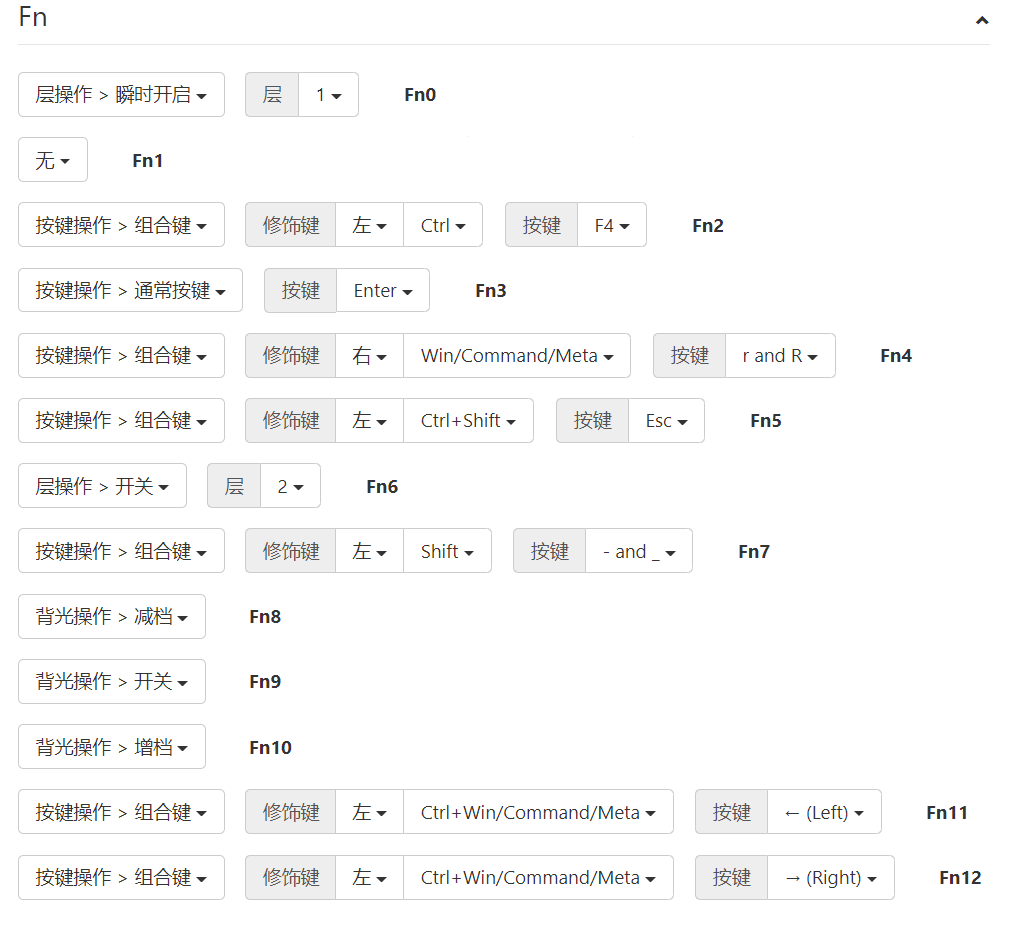 Fn
层操作 > 瞬时开启 层 1 Fn0
无 Fn1
按键操作 > 组合键 修饰键 左 Ctrl 按键 F4 Fn2
按键操作 > 通常按键 按键 Enter Fn3
按键操作 > 组合键 修饰键 右 Win/Command/Meta 按键 r and R Fn4
按键操作 > 组合键 修饰键 左 Ctrl+Shift 按键 Esc Fn5
层操作 > 开关 层 2 Fn6
按键操作 > 组合键 修饰键 左 Shift 按键 - and _ Fn7
背光操作 > 减档 Fn8
背光操作 > 开关 Fn9
背光操作 > 增档 Fn10
按键操作 > 组合键 修饰键 左 Ctrl+Win/Command/Meta 按键 ← (Left) Fn11
按键操作 > 组合键 修饰键 左 Ctrl+Win/Command/Meta 按键 → (Right) Fn12